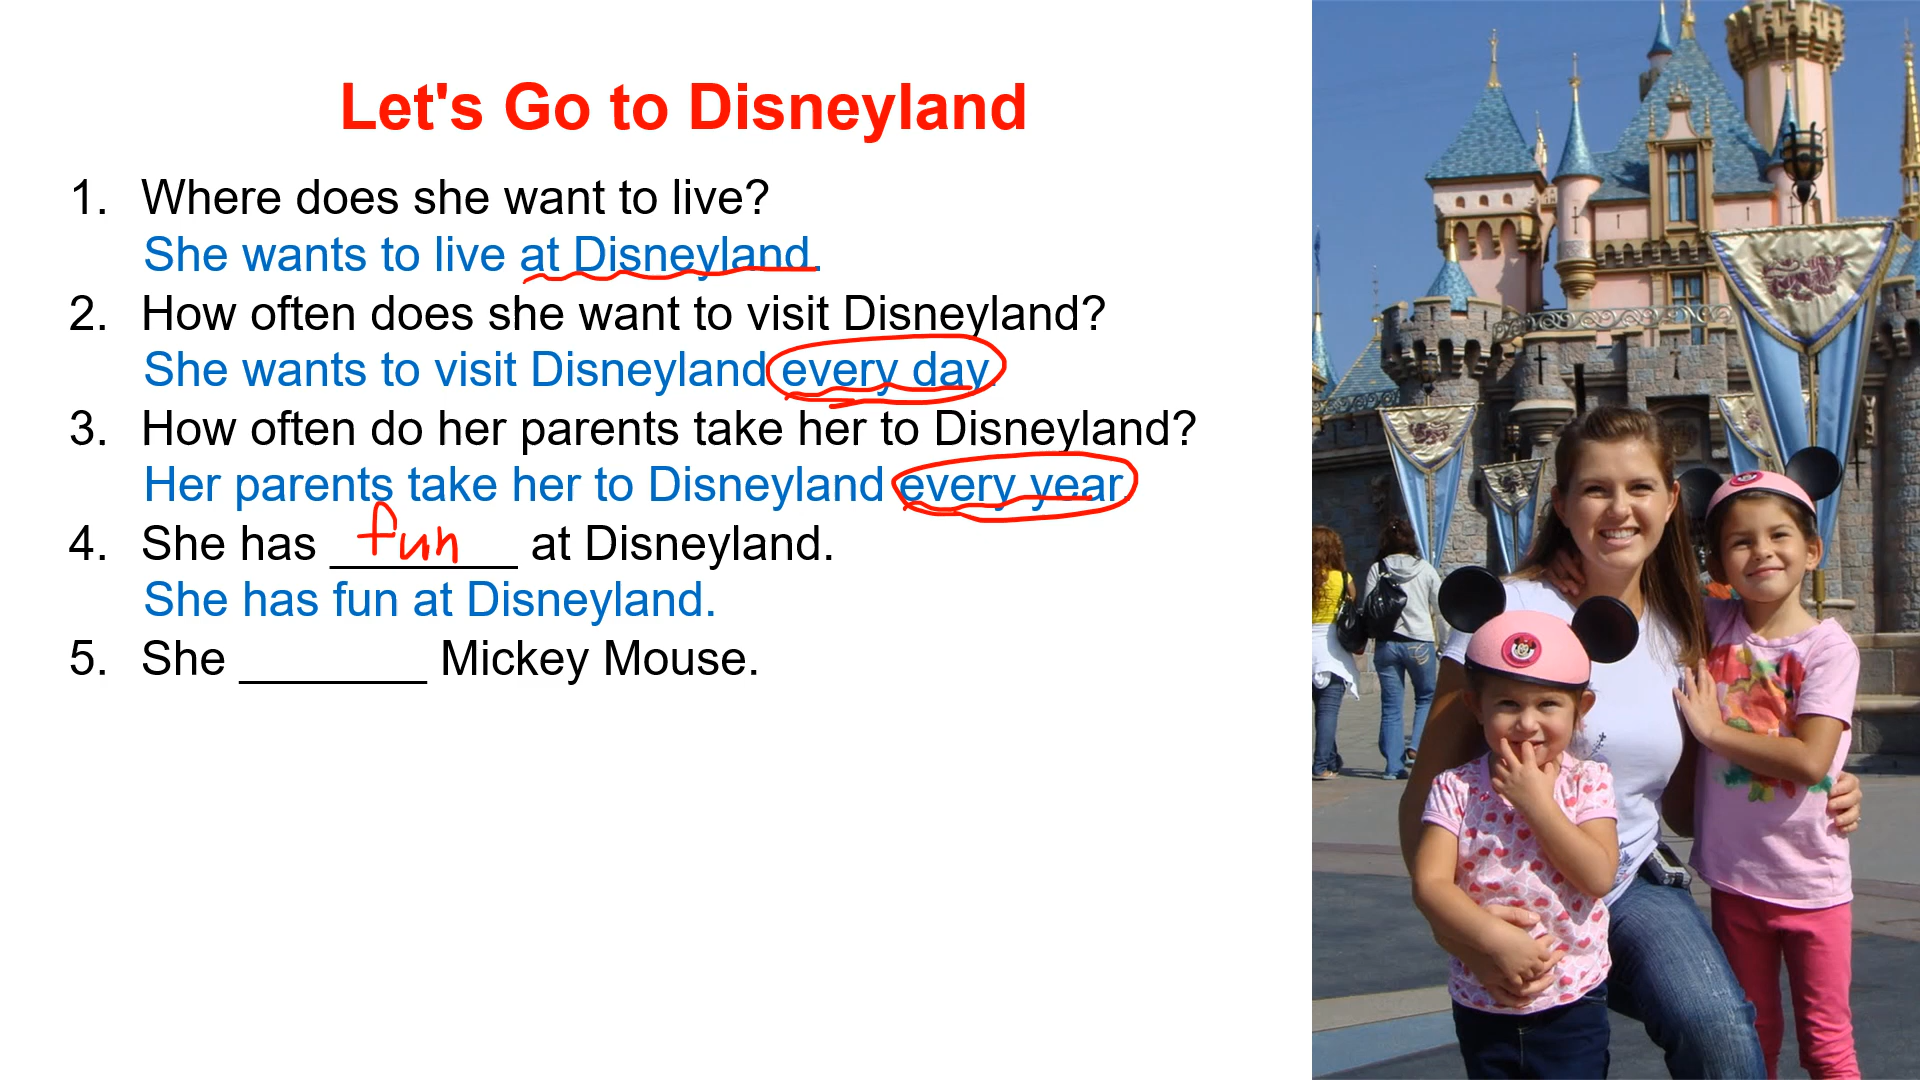 Let's Go to Disneyland
1. Where does she want to live?
She wants to live at Disneyland.
2. How often does she want to visit Disneyland?
She wants to visit Disneyland every day.
3. How often do her parents take her to Disneyland?
Her parents take her to Disneyland every year.
4. She has fun at Disneyland.
She has fun at Disneyland.
5. She _______ Mickey Mouse.